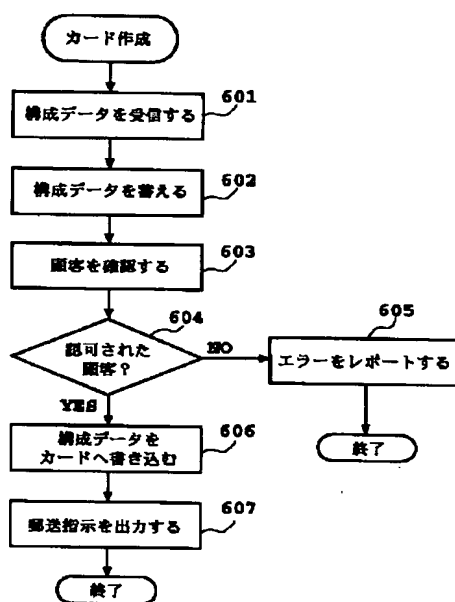 カード作成
601
構成データを受信する
602
構成データを蓄える
603
顧客を確認する
604
認可された
顧客?
NO
605
エラーをレポートする
終了
YES
606
構成データを
カードへ書き込む
607
郵送指示を出力する
終了